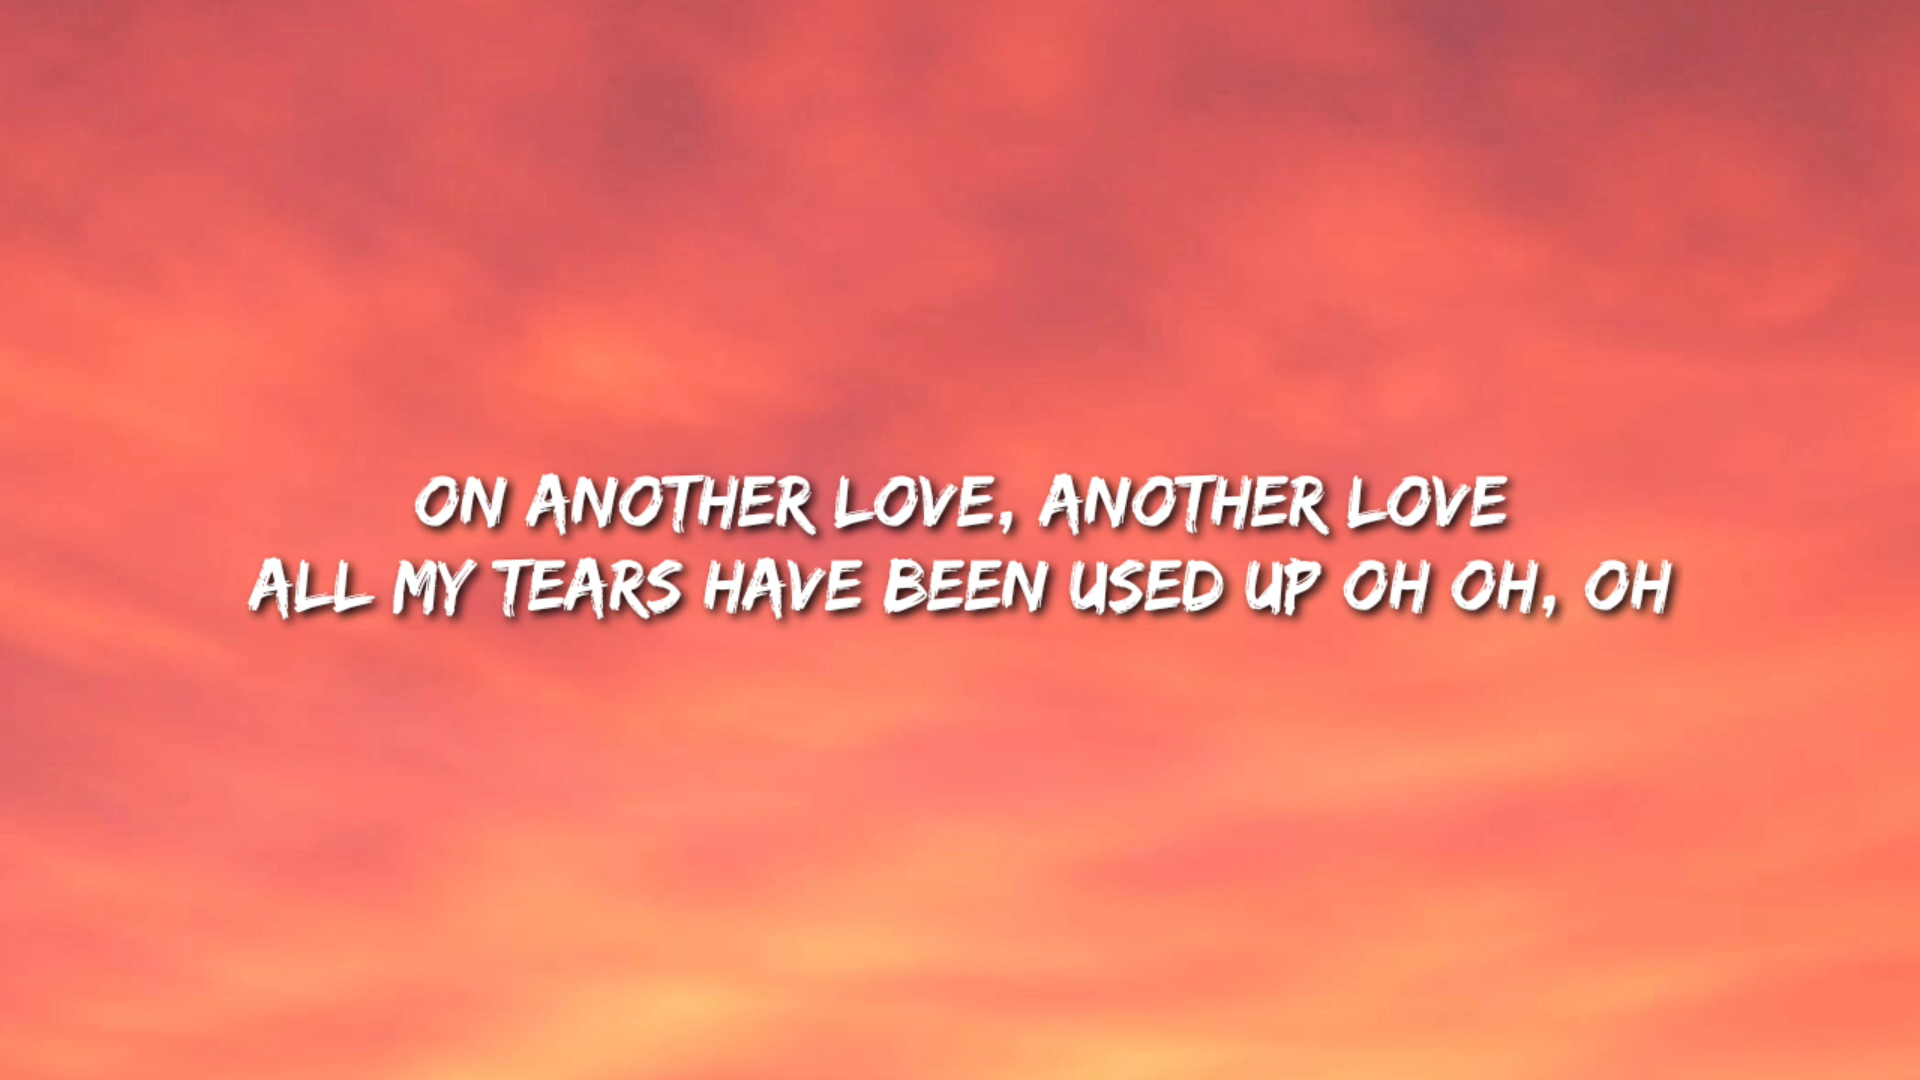 ON ANOTHER LOVE, ANOTHER LOVE
ALL MY TEARS HAVE BEEN USED UP OH OH, OH